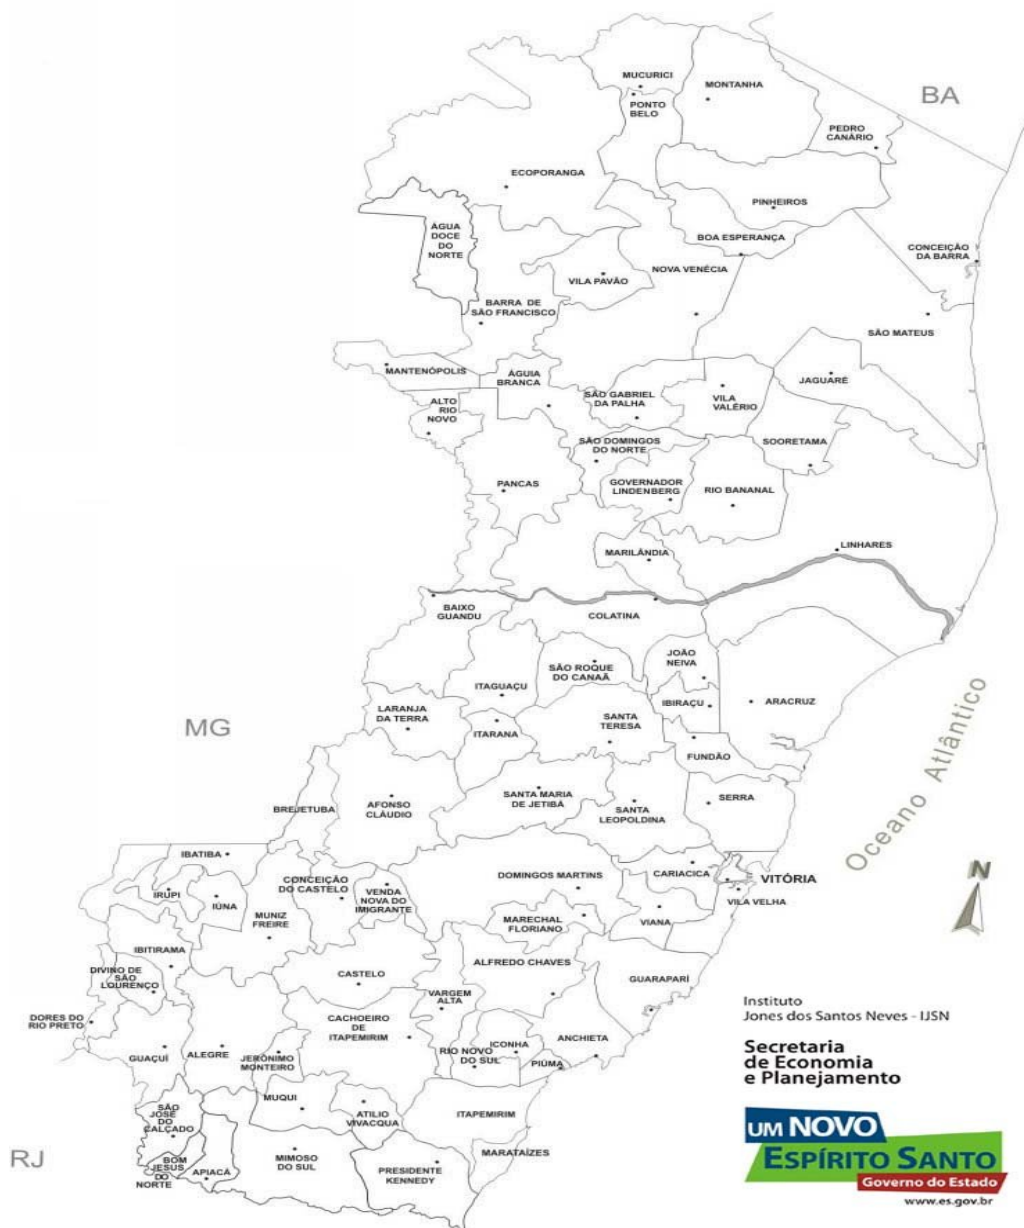 MUCURICI
MONTANHA
BA
PONTO
BELO
PEDRO
CANÁRIO
ECOPORANGA
PINHEIROS
ÁGUA
DOCE
DO
NORTE
BOA ESPERANÇA
CONCEIÇÃO
DA BARRA
NOVA VENÉCIA
VILA PAVÃO
BARRA DE
SÃO FRANCISCO
SÃO MATEUS
MANTENÓPOLIS
ÁGUIA
BRANCA
JAGUARÉ
SÃO GABRIEL
DA PALHA
VILA
VALÉRIO
ALTO
RIO
NOVO
SÃO DOMINGOS
DO NORTE
SOORETAMA
PANCAS
GOVERNADOR
LINDENBERG
RIO BANANAL
LINHARES
MARILÂNDIA
BAIXO
GUANDU
COLATINA
JOÃO
NEIVA
SÃO ROQUE
DO CANAÃ
ITAGUAÇU
IBIRAÇU
ARACRUZ
LARANJA
DA TERRA
SANTA
TERESA
MG
ITARANA
FUNDÃO
Oceano Atlântico
SANTA MARIA
DE JETIBÁ
SERRA
BREJETUBA
AFONSO
CLÁUDIO
SANTA
LEOPOLDINA
IBATIBA
N
CONCEIÇÃO
DO CASTELO
DOMINGOS MARTINS
CARIACICA
VITÓRIA
IRUPI
IÚNA
VENDA
NOVA DO
IMIGRANTE
VILA VELHA
MUNIZ
FREIRE
MARECHAL
FLORIANO
VIANA
IBITIRAMA
ALFREDO CHAVES
DIVINO DE
SÃO
LOURENÇO
CASTELO
GUARAPARÍ
VARGEM
ALTA
Instituto
Jones dos Santos Neves - IJSN
DORES DO
RIO PRETO
CACHOEIRO
DE
ITAPEMIRIM
ANCHIETA
Secretaria
de Economia
e Planejamento
GUAÇUÍ
ALEGRE
JERÔNIMO
MONTEIRO
RIO NOVO
DO SUL
ICONHA
PIÚMA
MUQUI
SÃO
JOSÉ
DO
CALÇADO
ATILIO
VIVACQUA
ITAPEMIRIM
UM NOVO
ESPÍRITO SANTO
Governo do Estado
www.es.gov.br
RJ
MARATAÍZES
BOM
JESUS
DO
NORTE
APIACÁ
MIMOSO
DO SUL
PRESIDENTE
KENNEDY